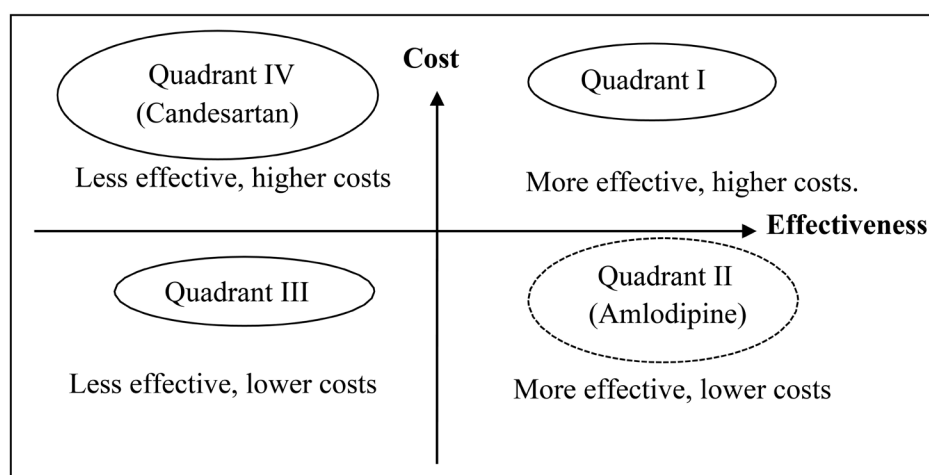 Cost
Quadrant IV
(Candesartan)
Less effective, higher costs
Quadrant I
More effective, higher costs.
Effectiveness
Quadrant III
Less effective, lower costs
Quadrant II
(Amlodipine)
More effective, lower costs